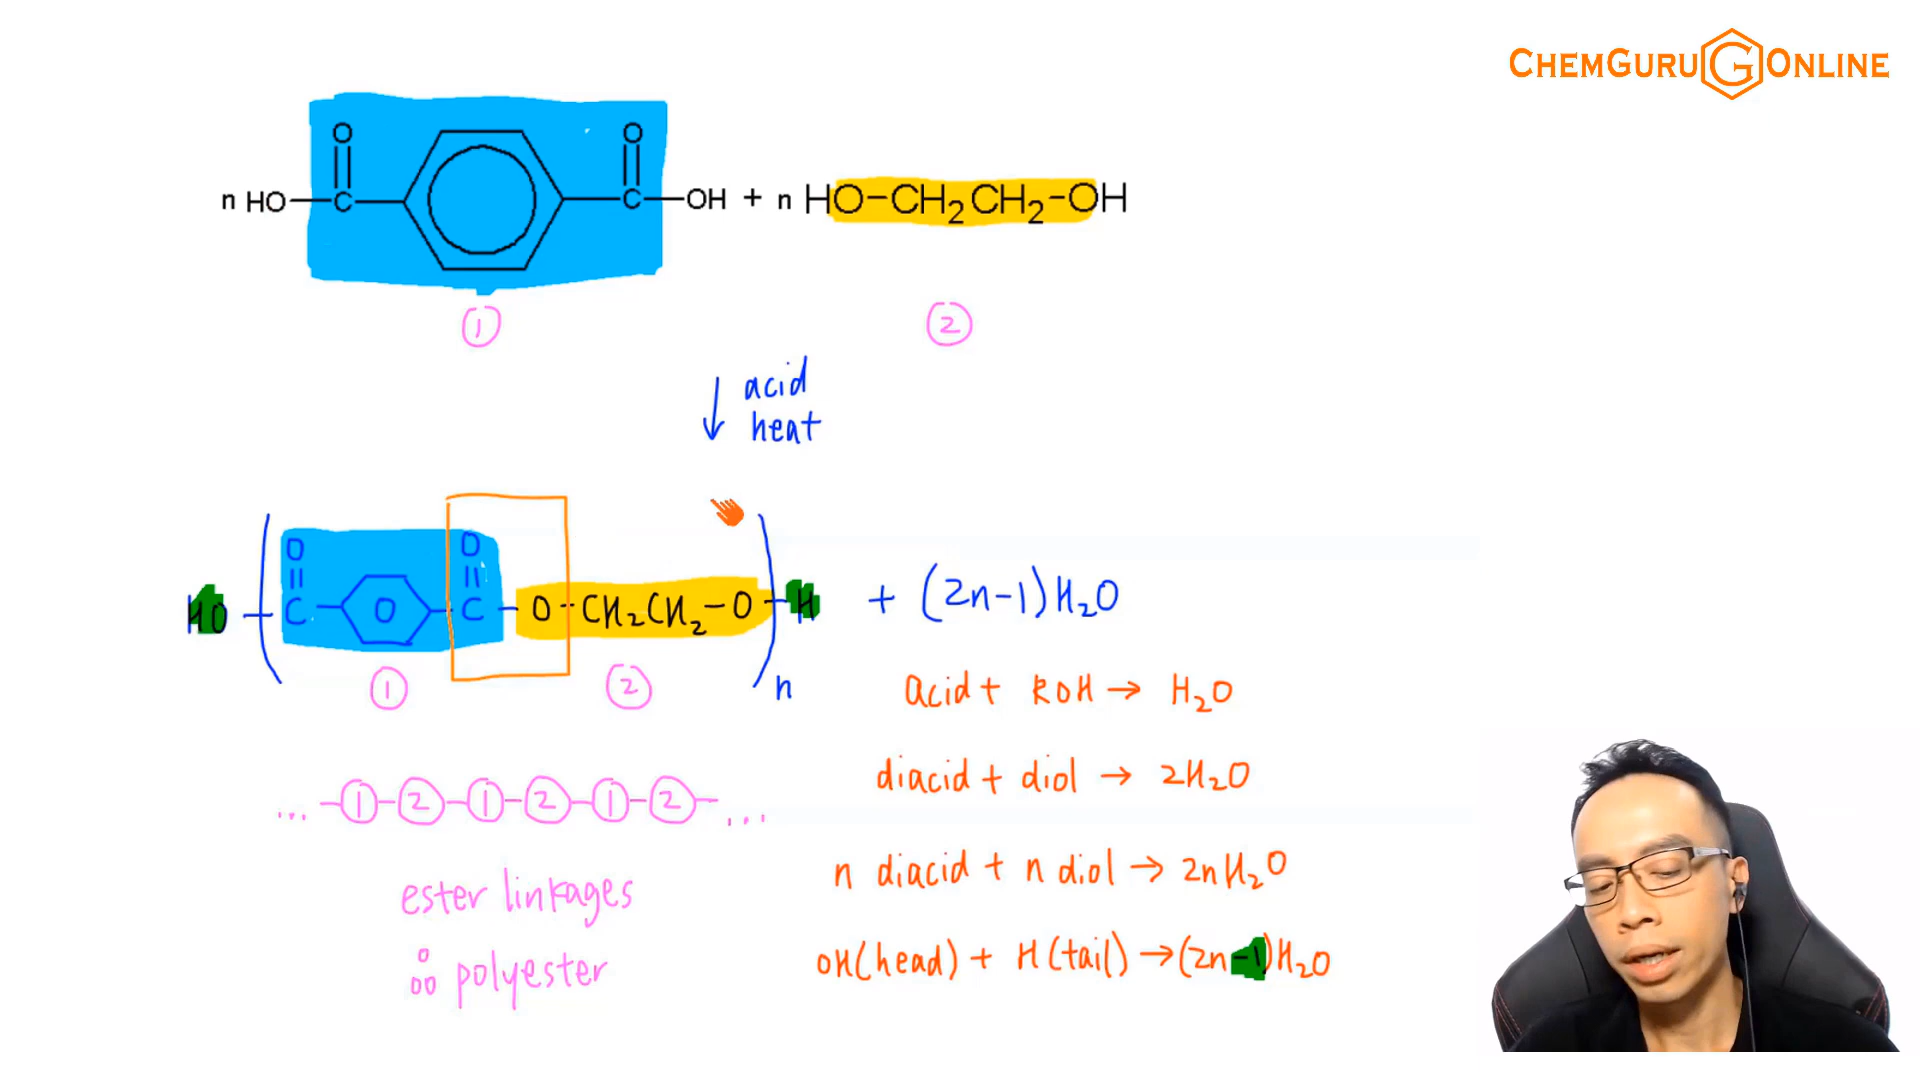 CHEMGURU G ONLINE
O O
n HO–C C–OH + n HO–CH2CH2–OH
① ②
↓ acid
heat
O O
HO ( C O C – O – CH2CH2 – O )n H + (2n-1)H2O
① ②
acid + ROH → H2O
diacid + diol → 2H2O
... –①–②–①–②–①–②– ...
n diacid + n diol → 2nH2O
ester linkages
OH(head) + H(tail) → (2n-1)H2O
∴ polyester